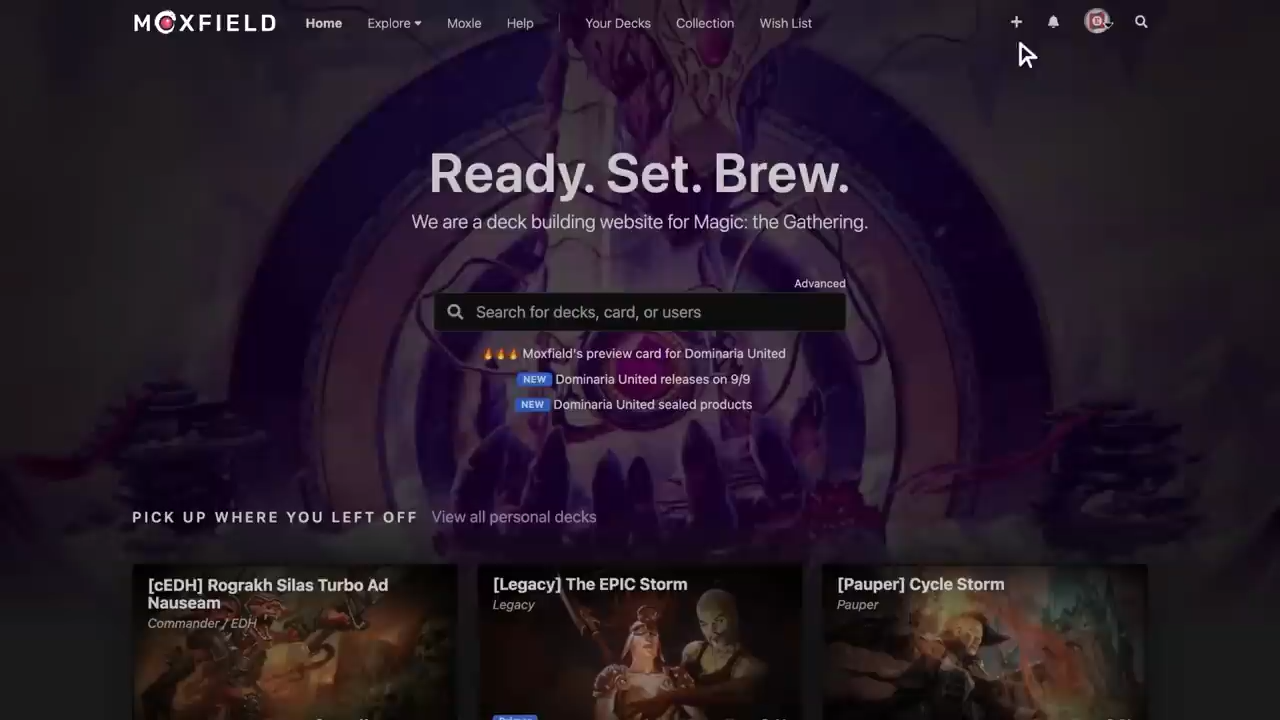 MOXFIELD Home Explore Moxie Help Your Decks Collection Wish List
Ready. Set. Brew.
We are a deck building website for Magic: the Gathering.
Advanced
Search for decks, card, or users
🔥🔥🔥 Moxfield's preview card for Dominaria United
NEW Dominaria United releases on 9/9
NEW Dominaria United sealed products
PICK UP WHERE YOU LEFT OFF View all personal decks
[cEDH] Rograkh Silas Turbo Ad
Nauseam
Commander / EDH
[Legacy] The EPIC Storm
Legacy
[Pauper] Cycle Storm
Pauper